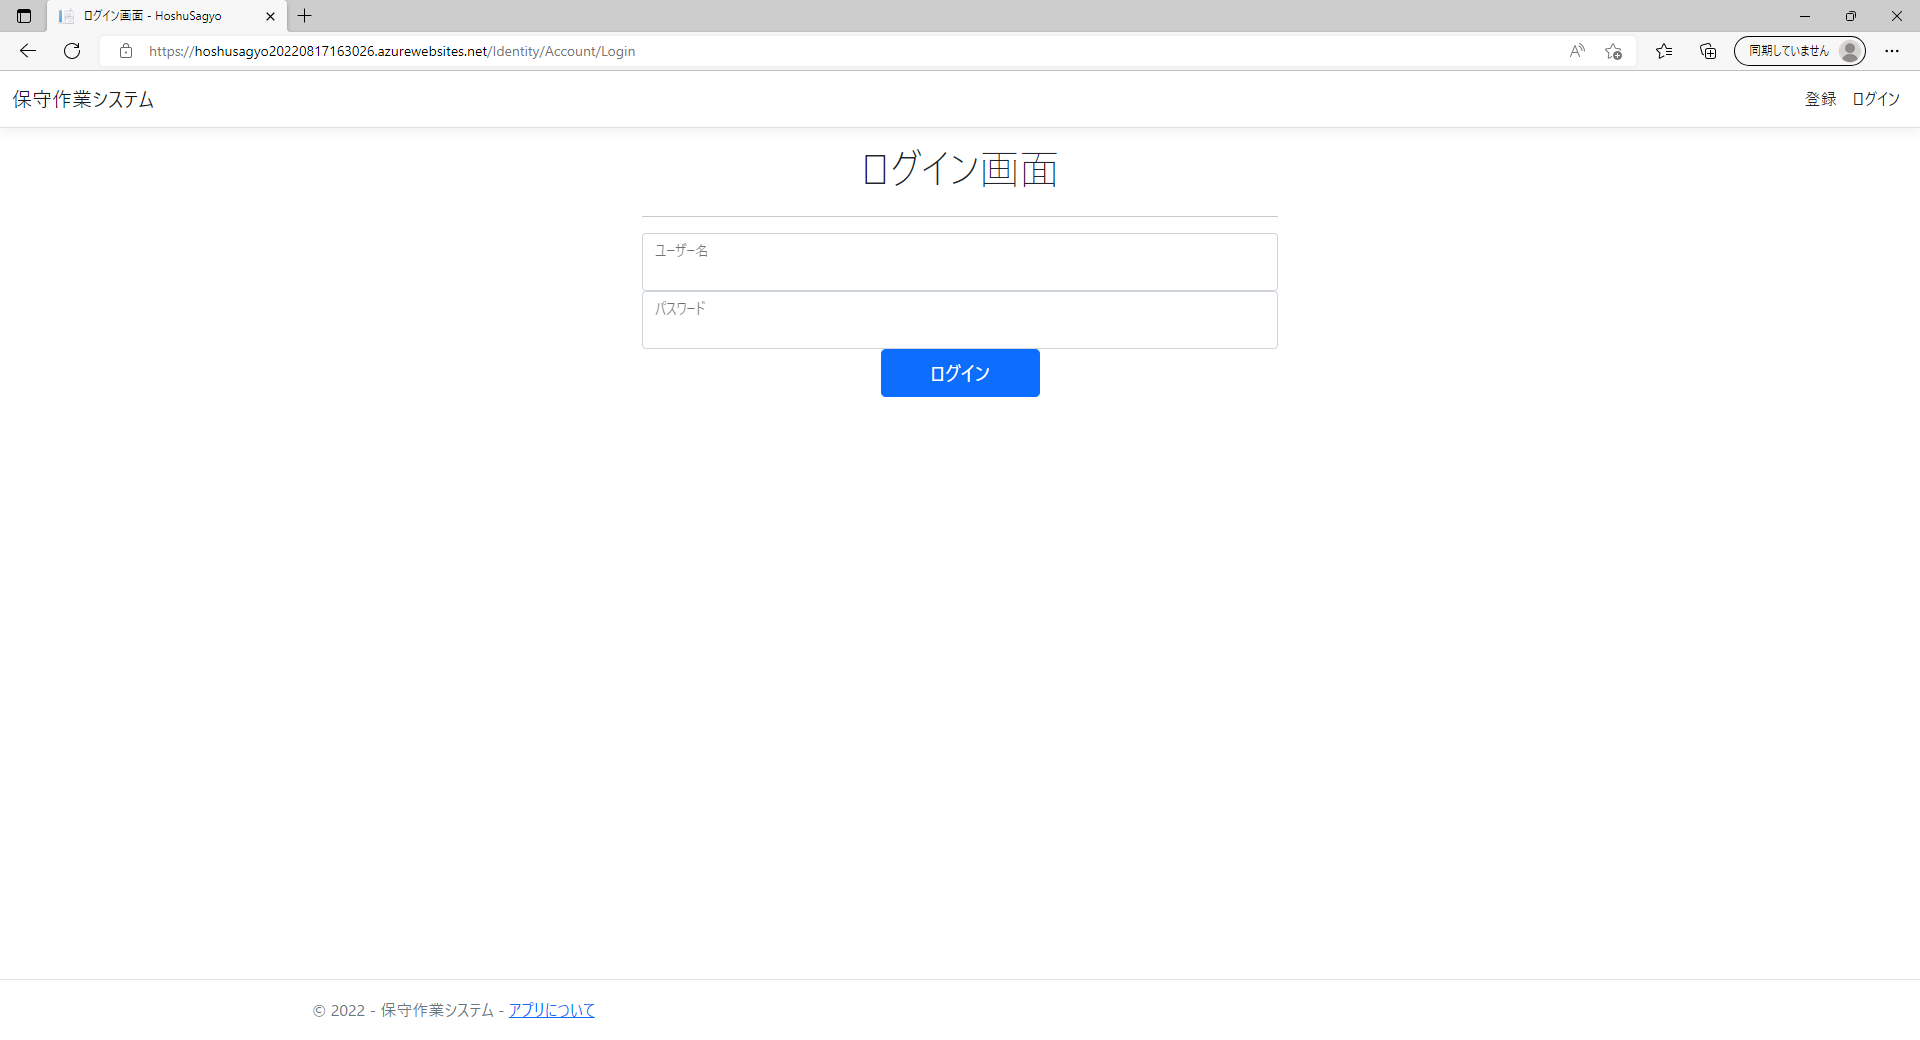 ログイン画面 - HoshuSagyo
https://hoshusagyo20220817163026.azurewebsites.net/Identity/Account/Login
同期していません
保守作業システム
登録 ログイン
ログイン画面
ユーザー名
パスワード
ログイン
© 2022 - 保守作業システム - アプリについて